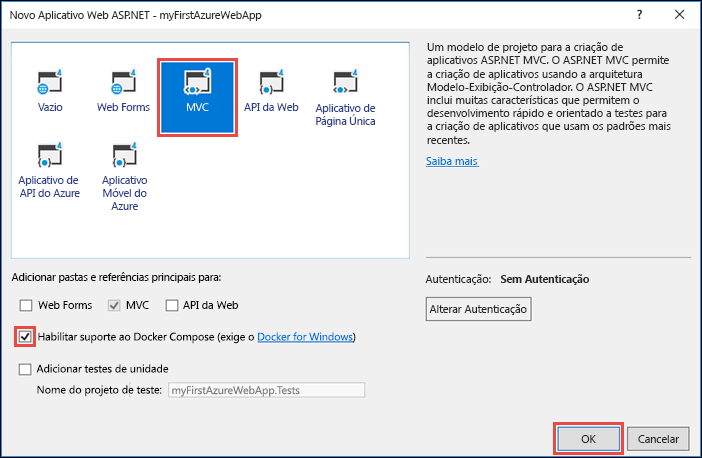 Novo Aplicativo Web ASP.NET - myFirstAzureWebApp
?
Vazio
Web Forms
MVC
API da Web
Aplicativo de
Página Única
Aplicativo de
API do Azure
Aplicativo
Móvel do
Azure
Um modelo de projeto para a criação de
aplicativos ASP.NET MVC. O ASP.NET MVC permite
a criação de aplicativos usando a arquitetura
Modelo-Exibição-Controlador. O ASP.NET MVC
inclui muitas características que permitem o
desenvolvimento rápido e orientado a testes para
a criação de aplicativos que usam os padrões mais
recentes.
Saiba mais
Adicionar pastas e referências principais para:
Web Forms
MVC
API da Web
Habilitar suporte ao Docker Compose (exige o Docker for Windows)
Adicionar testes de unidade
Nome do projeto de teste:
myFirstAzureWebApp.Tests
Autenticação: Sem Autenticação
Alterar Autenticação
OK
Cancelar